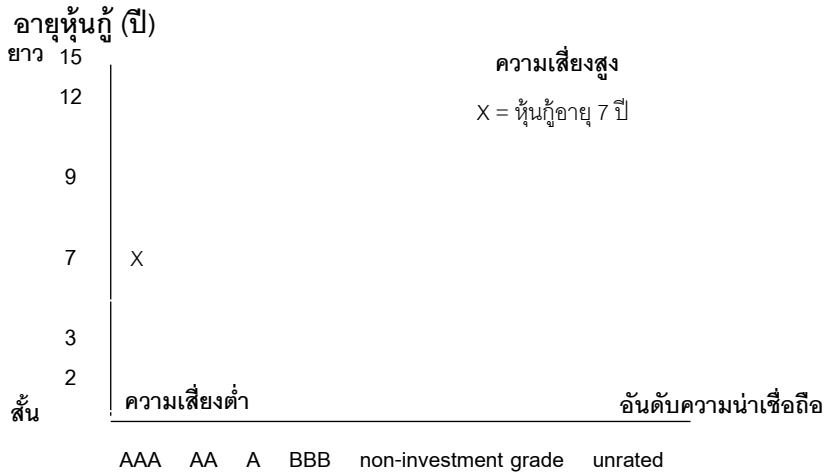 อายุหุ้นกู้ (ปี)
ยาว 15
ความเสี่ยงสูง
12
X = หุ้นกู้อายุ 7 ปี
9
7 X
3
2
สั้น ความเสี่ยงต่ำ อันดับความน่าเชื่อถือ
AAA AA A BBB non-investment grade unrated